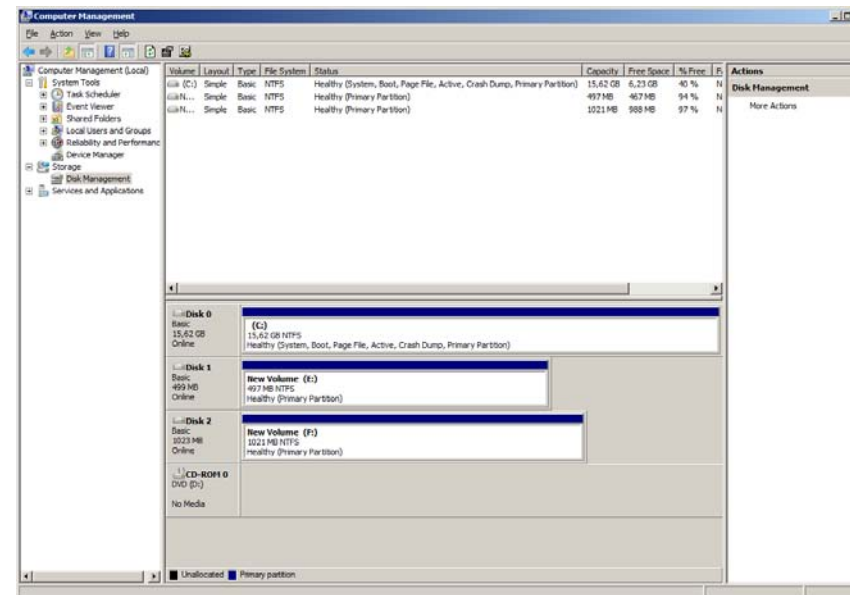 Computer Management
File Action View Help
Computer Management (Local)
System Tools
Task Scheduler
Event Viewer
Shared Folders
Local Users and Groups
Reliability and Performanc
Device Manager
Storage
Disk Management
Services and Applications
Volume Layout Type File System Status Capacity Free Space % Free F
(C:) Simple Basic NTFS Healthy (System, Boot, Page File, Active, Crash Dump, Primary Partition) 15,62 GB 6,23 GB 40 % N
N... Simple Basic NTFS Healthy (Primary Partition) 497 MB 467 MB 94 % N
N... Simple Basic NTFS Healthy (Primary Partition) 1021 MB 988 MB 97 % N
Actions
Disk Management
More Actions
Disk 0
Basic
15,62 GB
Online
(C:)
15,62 GB NTFS
Healthy (System, Boot, Page File, Active, Crash Dump, Primary Partition)
Disk 1
Basic
499 MB
Online
New Volume (E:)
497 MB NTFS
Healthy (Primary Partition)
Disk 2
Basic
1023 MB
Online
New Volume (F:)
1021 MB NTFS
Healthy (Primary Partition)
CD-ROM 0
DVD (D:)
No Media
Unallocated Primary partition